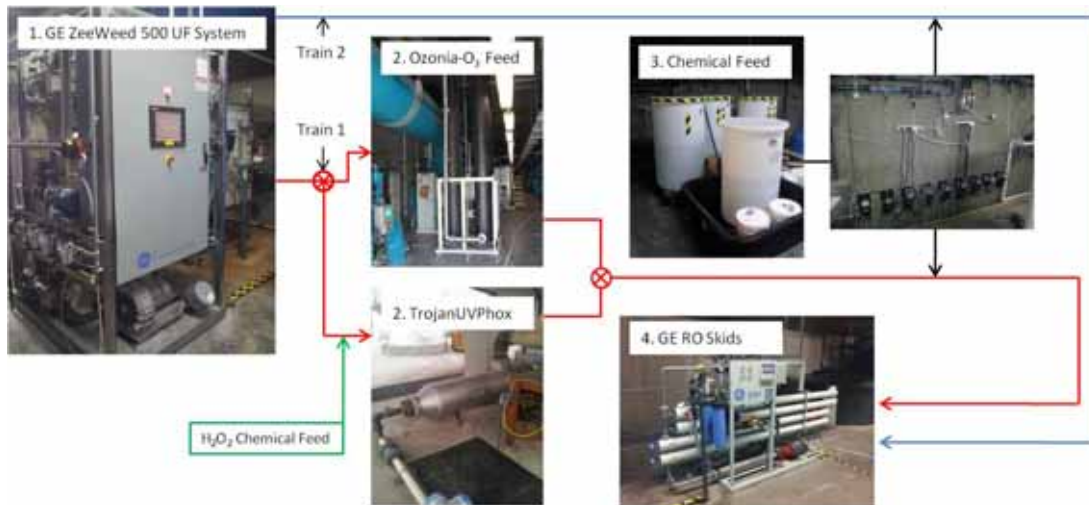 1. GE ZeeWeed 500 UF System
Train 2
Train 1
2. Ozonia-O₃ Feed
3. Chemical Feed
2. TrojanUVPhox
4. GE RO Skids
H₂O₂ Chemical Feed